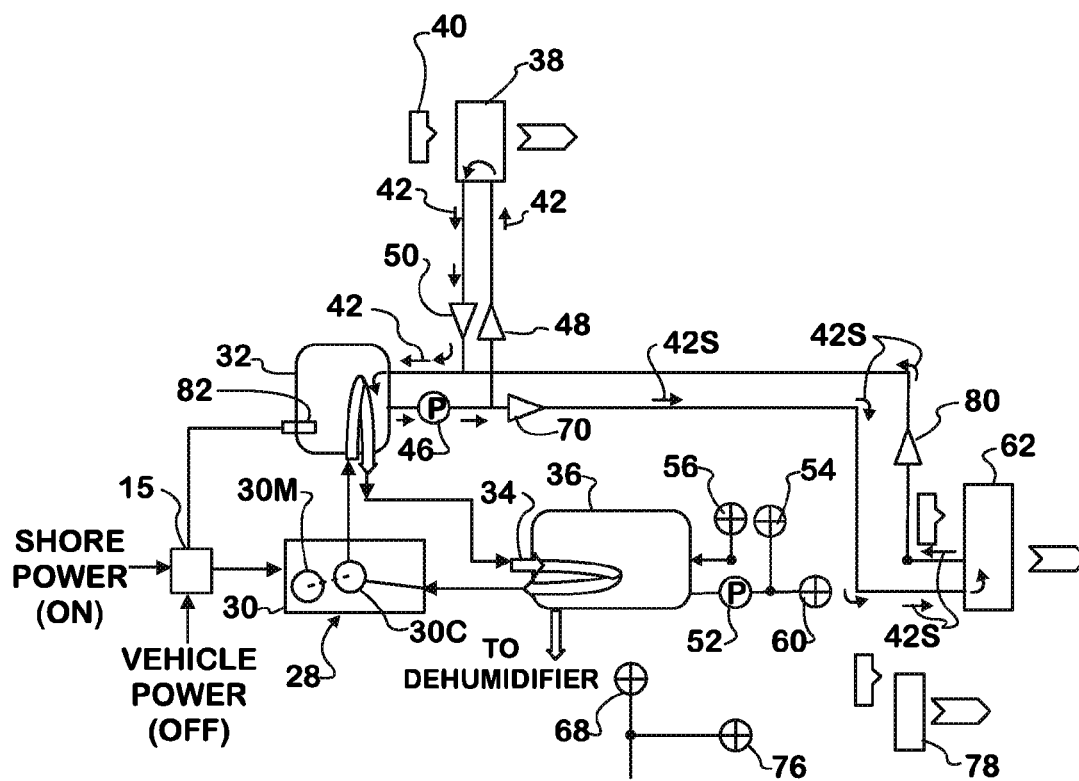 40
38
42
42
50
42
48
32
42S
42S
82
P
46
70
80
62
15
30M
34
36
56
54
SHORE
POWER
(ON)
30
P
52
60
30C
42S
28
VEHICLE
POWER
(OFF)
TO
DEHUMIDIFIER
68
76
78